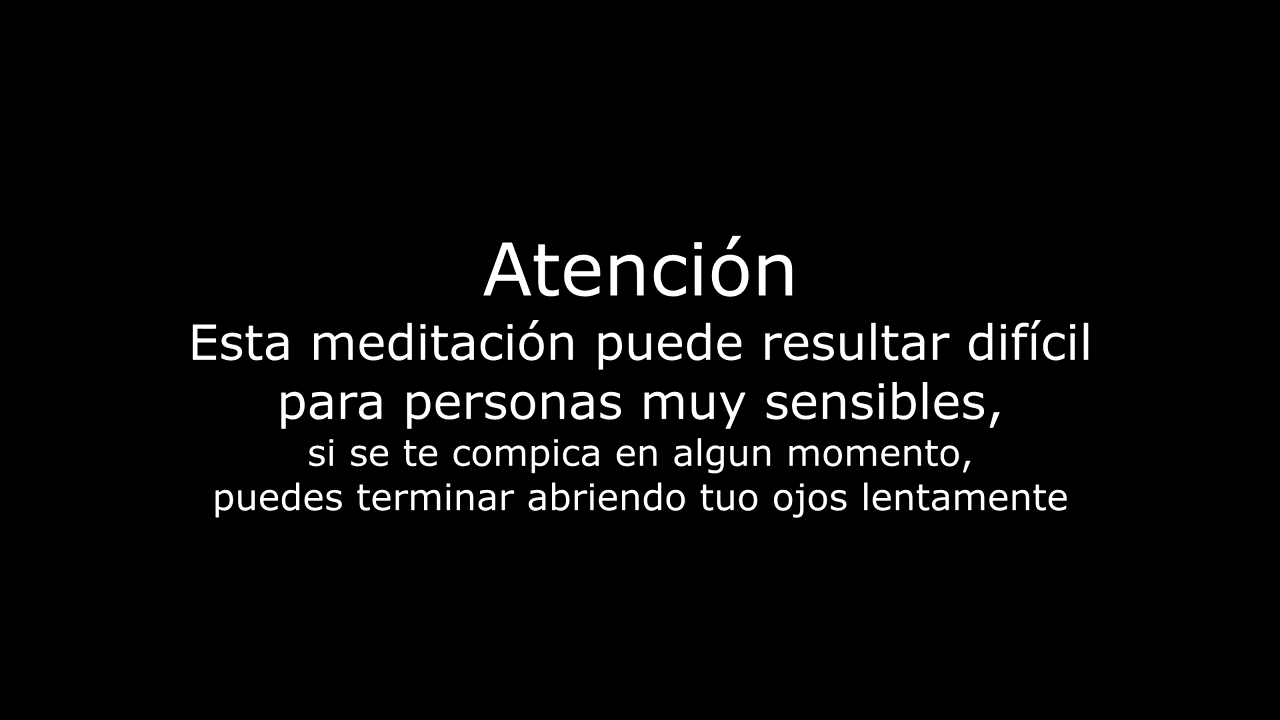 Atención
Esta meditación puede resultar difícil
para personas muy sensibles,
si se te compica en algun momento,
puedes terminar abriendo tuo ojos lentamente